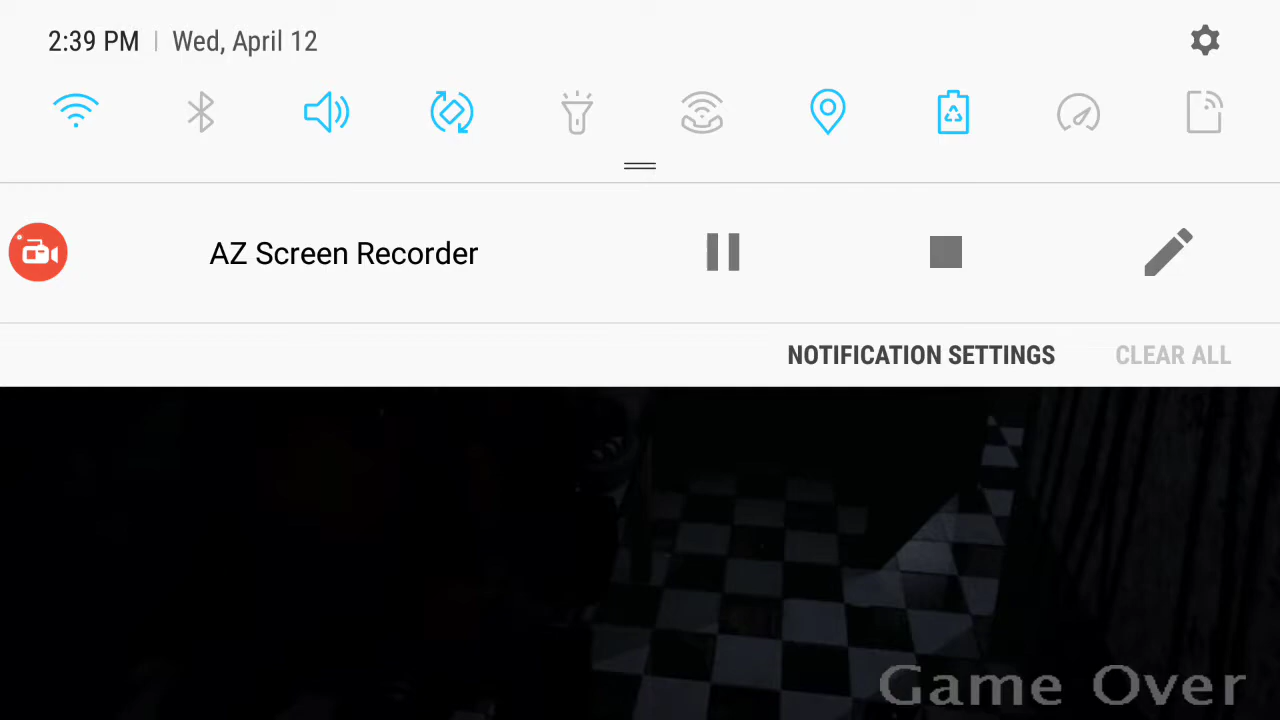 2:39 PM | Wed, April 12
AZ Screen Recorder
NOTIFICATION SETTINGS CLEAR ALL
Game Over